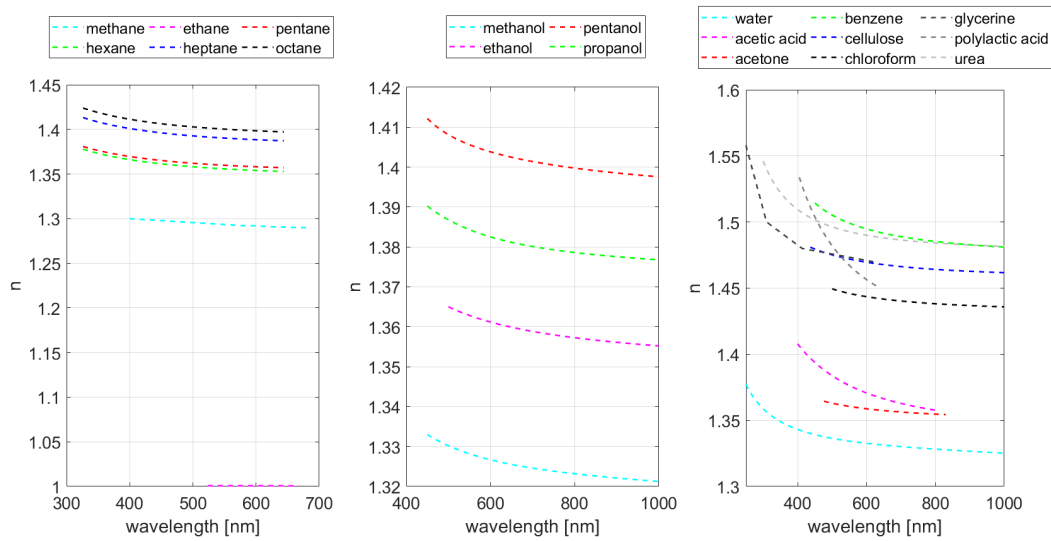 methane ethane pentane
hexane heptane octane
1.45
1.4
1.35
1.3
1.25
1.2
1.15
1.1
1.05
1
n
300 400 500 600 700
wavelength [nm]
methanol pentanol
ethanol propanol
1.42
1.41
1.4
1.39
1.38
1.37
1.36
1.35
1.34
1.33
1.32
n
400 600 800 1000
wavelength [nm]
water benzene glycerine
acetic acid cellulose polylactic acid
acetone chloroform urea
1.6
1.55
1.5
1.45
1.4
1.35
1.3
n
400 600 800 1000
wavelength [nm]